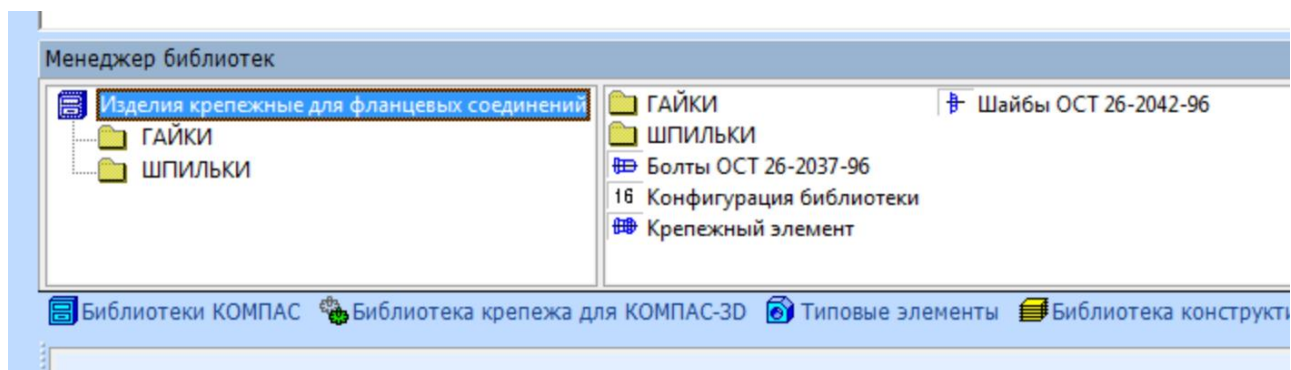 Менеджер библиотек
Изделия крепежные для фланцевых соединений
ГАЙКИ
ШПИЛЬКИ
ГАЙКИ
ШПИЛЬКИ
Болты ОСТ 26-2037-96
16 Конфигурация библиотеки
Крепежный элемент
Шайбы ОСТ 26-2042-96
Библиотеки КОМПАС Библиотека крепежа для КОМПАС-3D Типовые элементы Библиотека конструкти